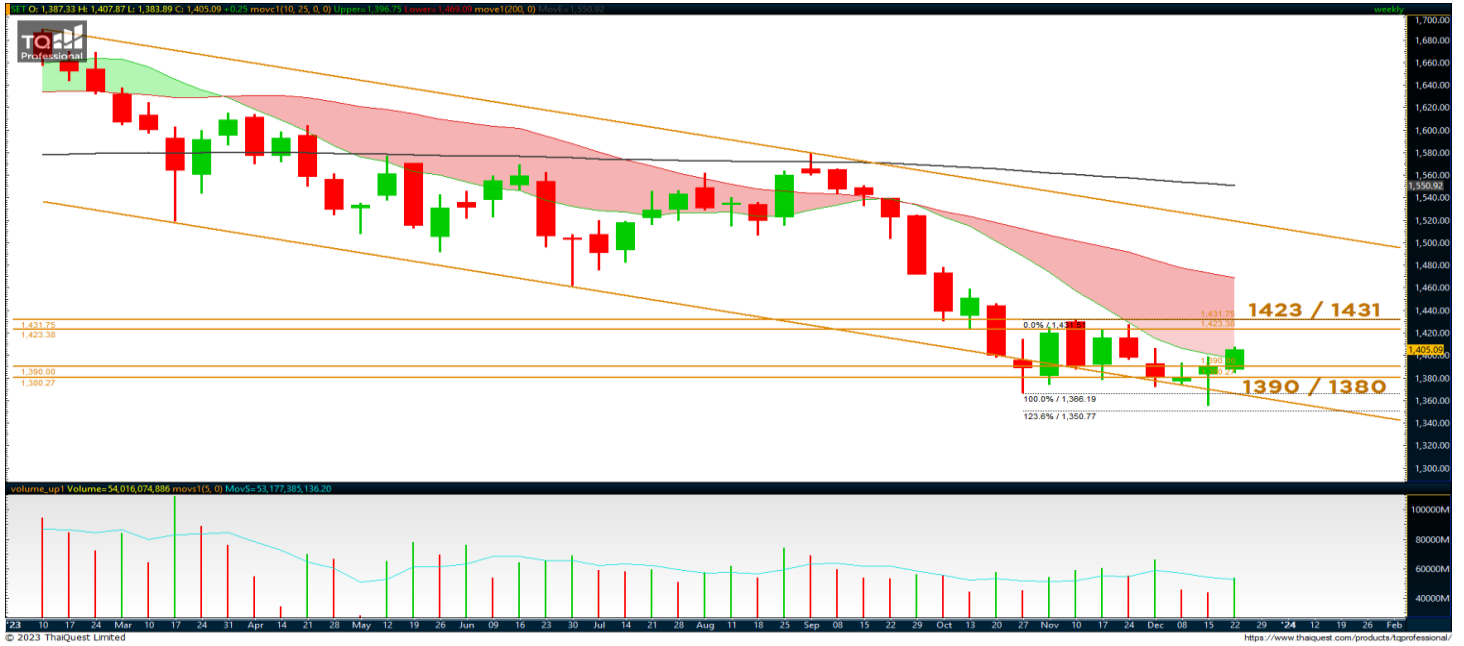 SET O: 1,387.33 H: 1,407.87 L: 1,383.89 C: 1,405.09 +0.25 movc1(10, 25, 0, 0) Upper=1,396.75 Lower=1,469.09 move1(200, 0) MovE=1,550.92
weekly
TQ
Professional
1,700.00
1,680.00
1,660.00
1,640.00
1,620.00
1,600.00
1,580.00
1,560.00
1,550.92
1,540.00
1,520.00
1,500.00
1,480.00
1,460.00
1,440.00
1,431.75
1423 / 1431
1,431.75
1,423.38
1,423.38
0.0% / 1,431.51
1,420.00
1,405.09
1,400.00
1,390.00
1,390.00
1,380.27
1,380.00
1390 / 1380
100.0% / 1,366.19
1,360.00
123.6% / 1,350.77
1,340.00
1,320.00
1,300.00
volume_up1 Volume=54,016,074,886 movs1(5, 0) MovS=53,177,385,136.20
100000M
80000M
60000M
40000M
'23 10 17 24 Mar 10 17 24 31 Apr 14 21 28 May 12 19 26 Jun 09 16 23 30 Jul 14 21 28 Aug 11 18 25 Sep 08 15 22 29 Oct 13 20 27 Nov 10 17 24 Dec 08 15 22 29 '24 12 19 26 Feb
© 2023 ThaiQuest Limited
https://www.thaiquest.com/products/tqprofessional/